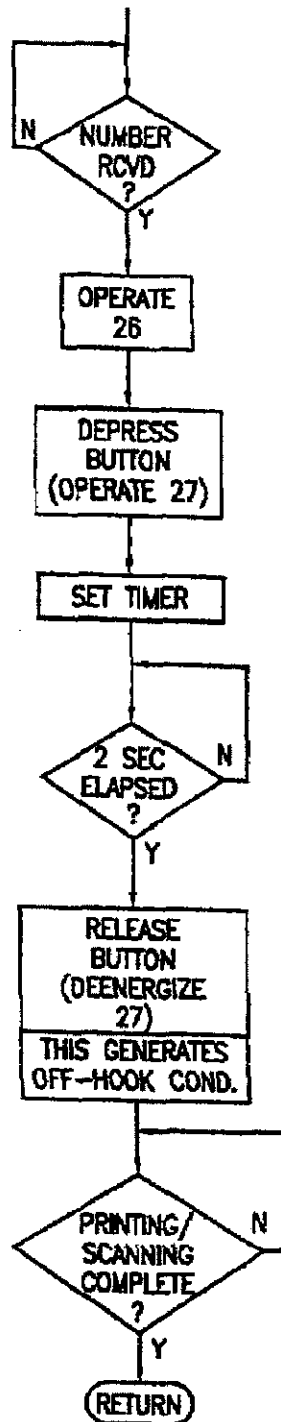 N
NUMBER
RCVD
?
Y
OPERATE
26
DEPRESS
BUTTON
(OPERATE 27)
SET TIMER
2 SEC
ELAPSED
?
N
Y
RELEASE
BUTTON
(DEENERGIZE
27)
THIS GENERATES
OFF-HOOK COND.
PRINTING/
SCANNING
COMPLETE
?
N
Y
RETURN